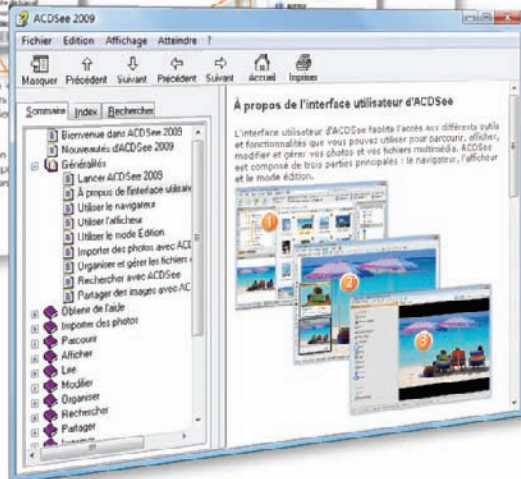 ACDSee 2009
Fichier Edition Affichage Atteindre ?
Masquer Précédent Suivant Précédent Suivant Accueil Imprimer
Sommaire Index Rechercher
Bienvenue dans ACDSee 2009
Nouveautés d'ACDSee 2009
Généralités
Lancer ACDSee 2009
À propos de l'interface utilisate
Utiliser le navigateur
Utiliser l'afficheur
Utiliser le mode Édition
Importer des photos avec ACD
Organiser et gérer les fichiers
Rechercher avec ACDSee
Partager des images avec AC
Obtenir de l'aide
Importer des photos
Parcourir
Afficher
Lire
Modifier
Organiser
Rechercher
Partager
À propos de l'interface utilisateur d'ACDSee
L'interface utilisateur d'ACDSee facilite l'accès aux différents outils
et fonctionnalités que vous pouvez utiliser pour parcourir, afficher,
modifier et gérer vos photos et vos fichiers multimédia. ACDSee
est composé de trois parties principales : le navigateur, l'afficheur
et le mode édition.
1
2
3